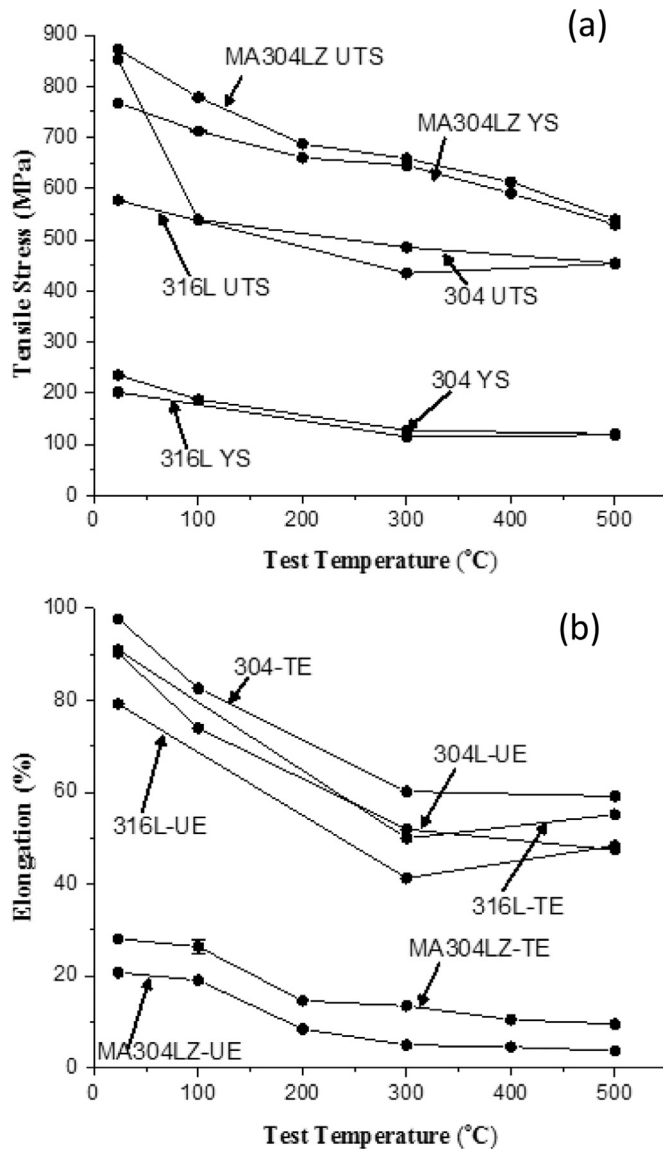 (a)
900
800
700
600
500
400
300
200
100
0
Tensile Stress (MPa)
MA304LZ UTS
MA304LZ YS
316L UTS
304 UTS
304 YS
316L YS
0 100 200 300 400 500
Test Temperature (°C)
(b)
100
80
60
40
20
0
Elongation (%)
304-TE
304L-UE
316L-UE
316L-TE
MA304LZ-TE
MA304LZ-UE
0 100 200 300 400 500
Test Temperature (°C)